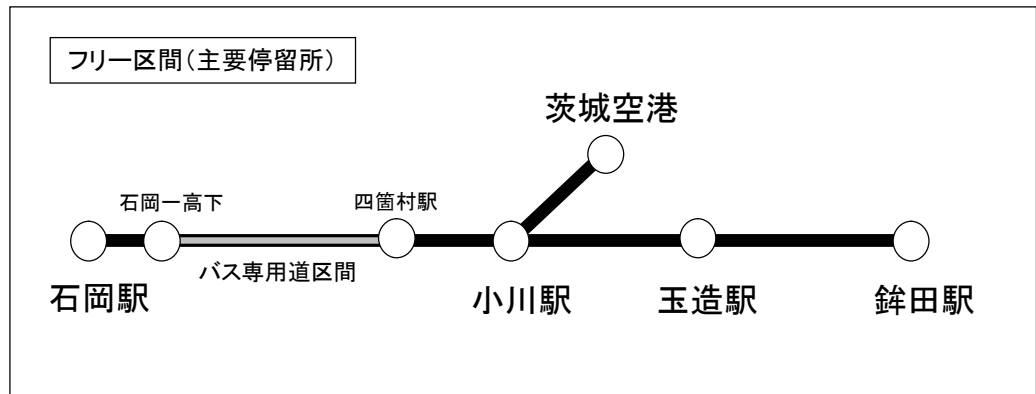 フリー区間(主要停留所)
茨城空港
石岡一高下
四箇村駅
バス専用道区間
石岡駅
小川駅
玉造駅
鉾田駅